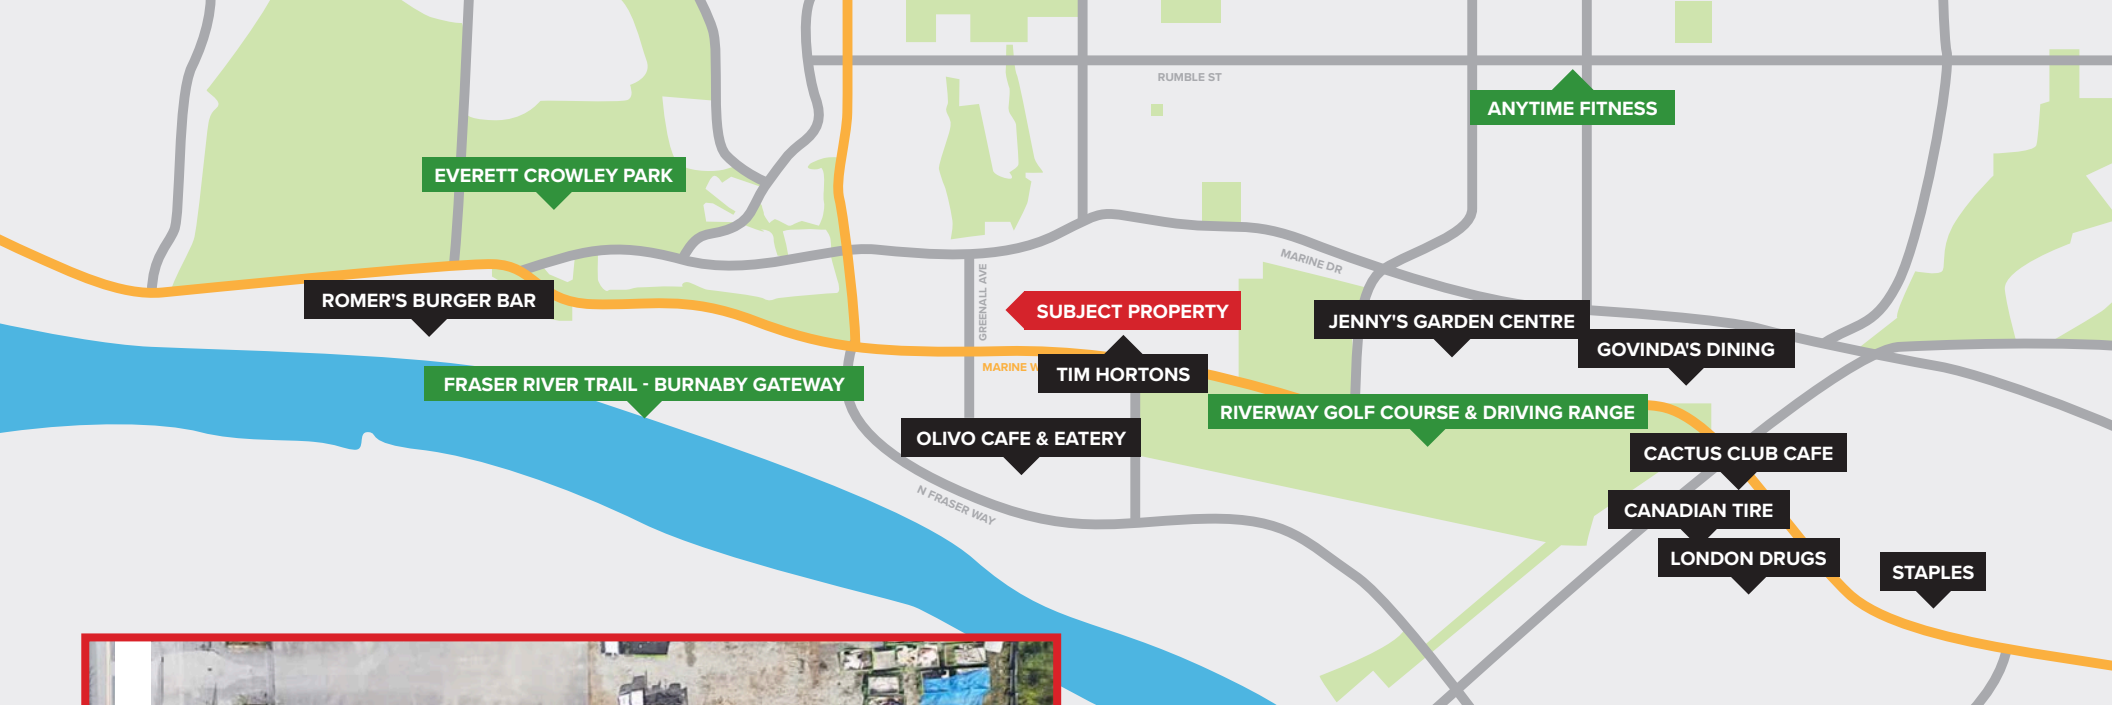 RUMBLE ST
ANYTIME FITNESS
EVERETT CROWLEY PARK
MARINE DR
GREENALL AVE
ROMER'S BURGER BAR
SUBJECT PROPERTY
JENNY'S GARDEN CENTRE
GOVINDA'S DINING
MARINE W
TIM HORTONS
FRASER RIVER TRAIL - BURNABY GATEWAY
RIVERWAY GOLF COURSE & DRIVING RANGE
OLIVO CAFE & EATERY
CACTUS CLUB CAFE
N FRASER WAY
CANADIAN TIRE
LONDON DRUGS
STAPLES